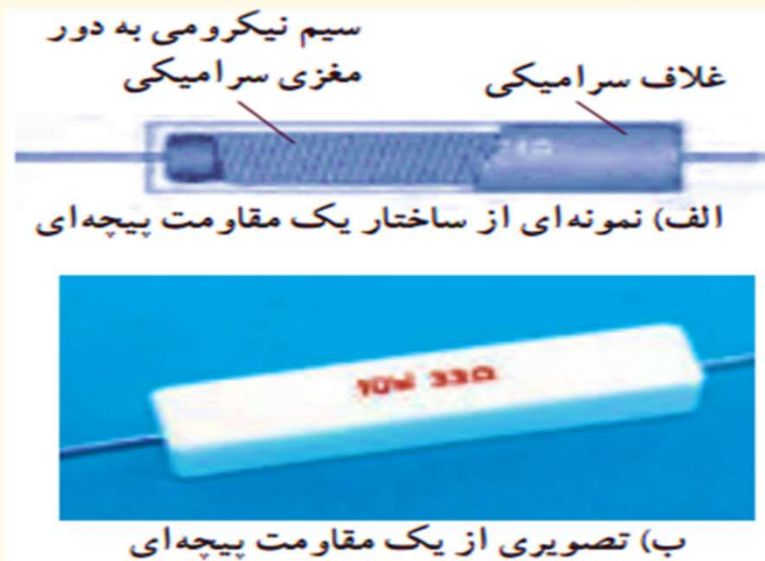 سیم نیکرومی به دور
مغزی سرامیکی
غلاف سرامیکی
الف) نمونه‌ای از ساختار یک مقاومت پیچه‌ای
10W 33Ω
ب) تصویری از یک مقاومت پیچه‌ای